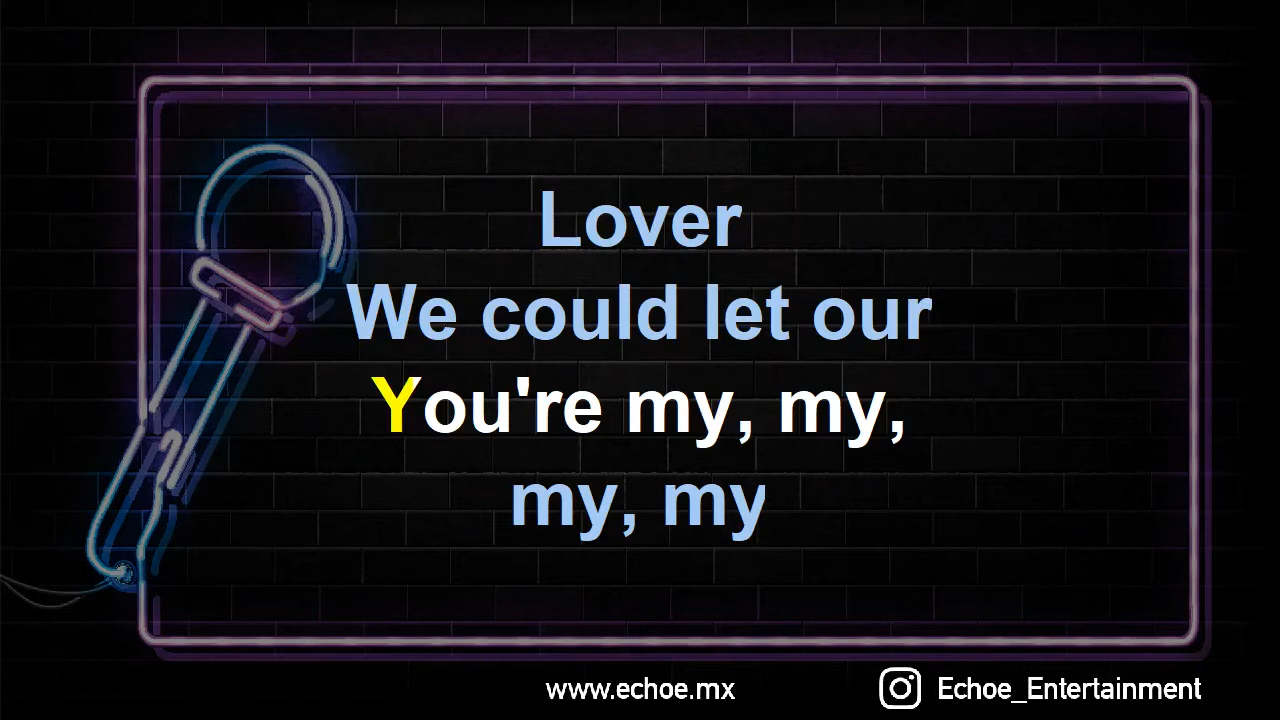 Lover
We could let our
You're my, my,
my, my
www.echoe.mx
Echoe_Entertainment